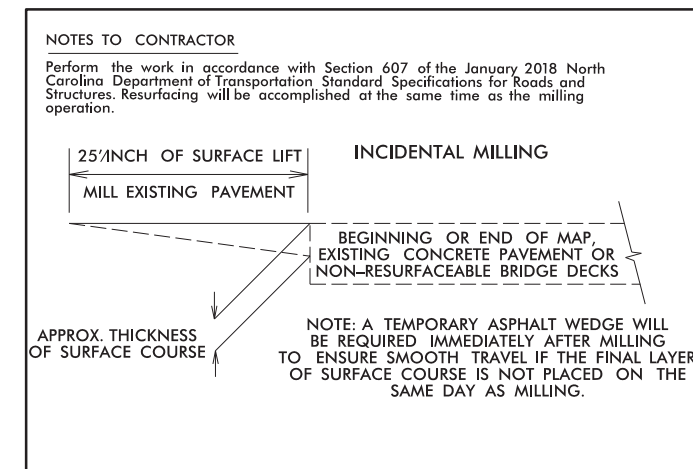 NOTES TO CONTRACTOR
Perform the work in accordance with Section 607 of the January 2018 North
Carolina Department of Transportation Standard Specifications for Roads and
Structures. Resurfacing will be accomplished at the same time as the milling
operation.
25'/INCH OF SURFACE LIFT
INCIDENTAL MILLING
MILL EXISTING PAVEMENT
BEGINNING OR END OF MAP,
EXISTING CONCRETE PAVEMENT OR
NON-RESURFACEABLE BRIDGE DECKS
APPROX. THICKNESS
OF SURFACE COURSE
NOTE: A TEMPORARY ASPHALT WEDGE WILL
BE REQUIRED IMMEDIATELY AFTER MILLING
TO ENSURE SMOOTH TRAVEL IF THE FINAL LAYER
OF SURFACE COURSE IS NOT PLACED ON THE
SAME DAY AS MILLING.